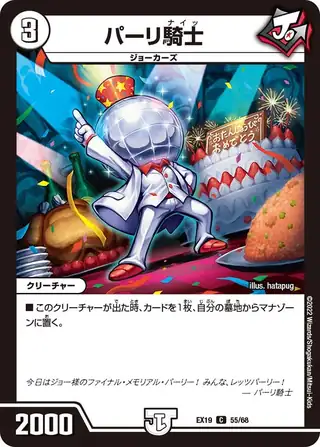 3
パーリ騎士
ナイッ
ジョーカーズ
おたんじょうび
おめでとう
illus. hatapug
クリーチャー
■このクリーチャーが出た時、カードを1枚、自分の墓地からマナゾー
ンに置く。
今日はジョー様のファイナル・メモリアル・パーリー! みんな、レッツパーリー!
― パーリ騎士
2000
EX19 C 55/68
©2022 Wizards/Shogakukan/Mitsui-Kids